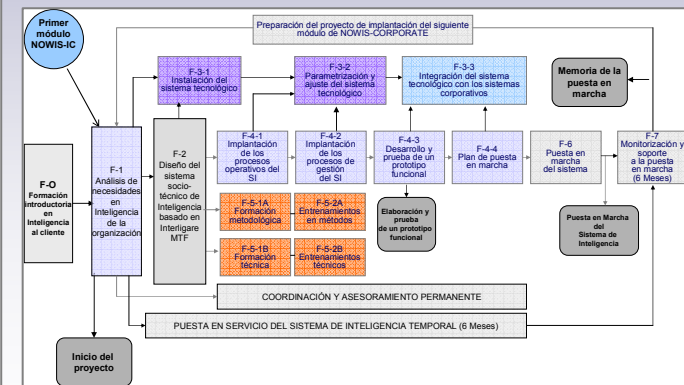 Primer
módulo
NOWIS-IC
Preparación del proyecto de implantación del siguiente
módulo de NOWIS-CORPORATE
F-3-1
Instalación del
sistema tecnológico
F-3-2
Parametrización y
ajuste del sistema
tecnológico
F-3-3
Integración del sistema
tecnológico con los sistemas
corporativos
Memoria de la
puesta en
marcha
F-O
Formación
introductoria
en
Inteligencia
al cliente
F-1
Análisis de
necesidades
en
Inteligencia
de la
organización
F-2
Diseño del
sistema
socio-
técnico de
Inteligencia
basado en
Interligare
MTF
F-4-1
Implantación
de los
procesos
operativos del
SI
F-4-2
Implantación
de los
procesos de
gestión
del SI
F-4-3
Desarrollo y
prueba de un
prototipo
funcional
F-4-4
Plan de puesta
en marcha
F-6
Puesta en
marcha
del sistema
F-7
Monitorización y
soporte
a la puesta
en marcha
(6 Meses)
F-5-1A
Formación
metodológica
F-5-2A
Entrenamientos
en métodos
F-5-1B
Formación
técnica
F-5-2B
Entrenamientos
técnicos
Elaboración y
prueba
de un prototipo
funcional
Puesta en Marcha
del
Sistema de
Inteligencia
COORDINACIÓN Y ASESORAMIENTO PERMANENTE
PUESTA EN SERVICIO DEL SISTEMA DE INTELIGENCIA TEMPORAL (6 Meses)
Inicio del
proyecto